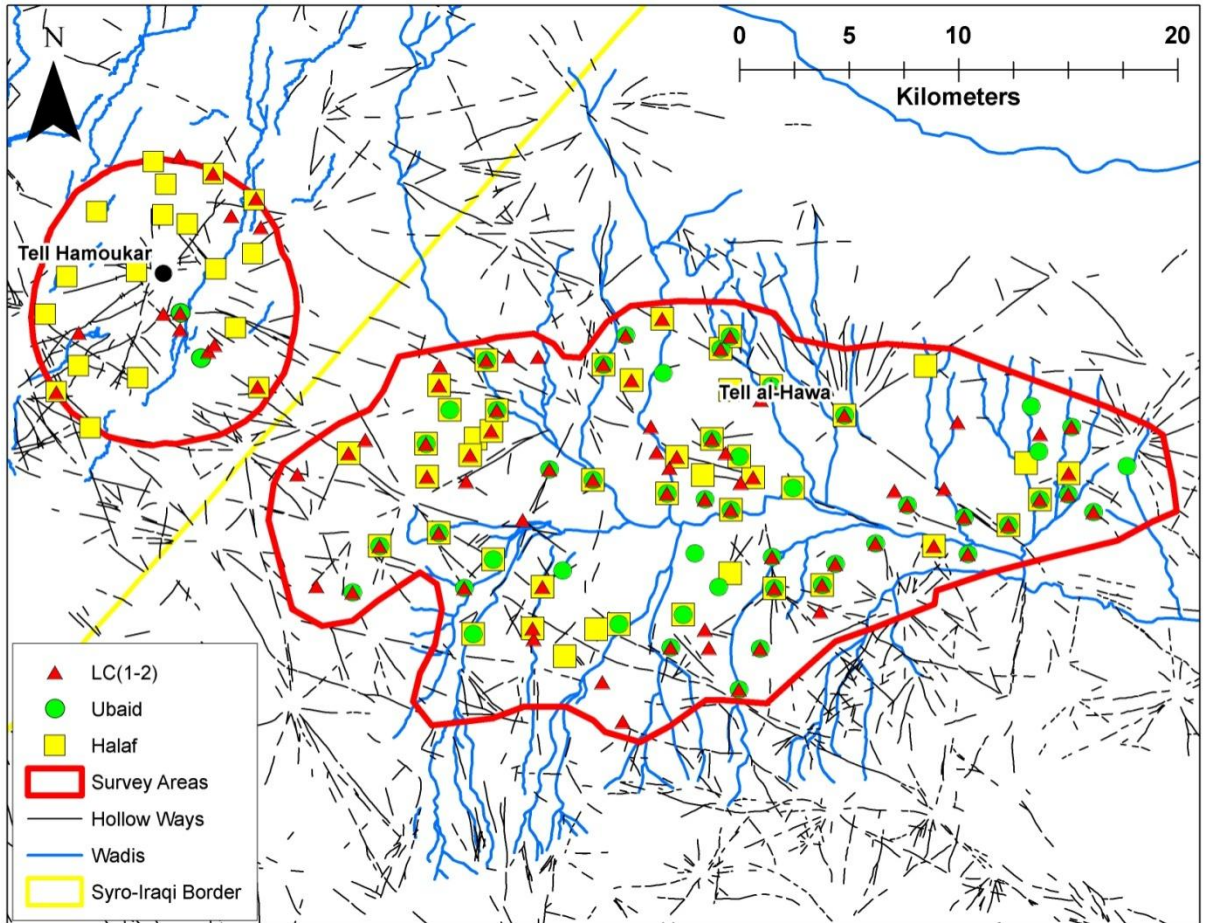 N
0 5 10 20
Kilometers
Tell Hamoukar
Tell al-Hawa
LC(1-2)
Ubaid
Halaf
Survey Areas
Hollow Ways
Wadis
Syro-Iraqi Border